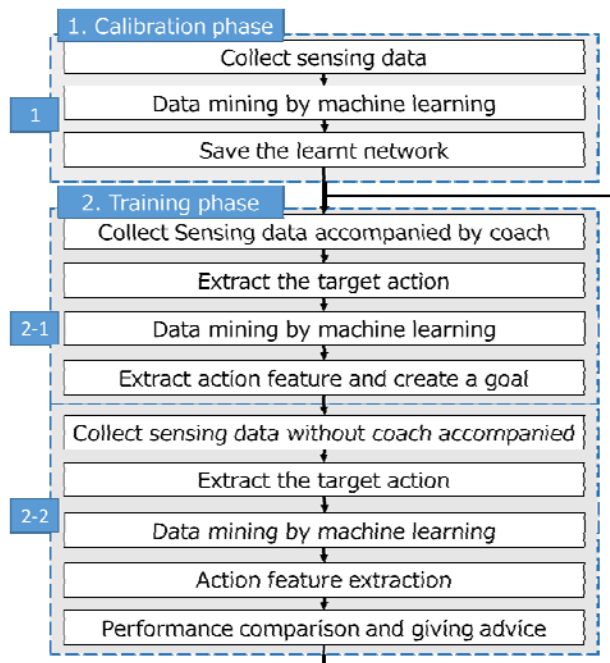 1. Calibration phase
Collect sensing data
1
Data mining by machine learning
Save the learnt network
2. Training phase
Collect Sensing data accompanied by coach
Extract the target action
2-1
Data mining by machine learning
Extract action feature and create a goal
Collect sensing data without coach accompanied
Extract the target action
2-2
Data mining by machine learning
Action feature extraction
Performance comparison and giving advice